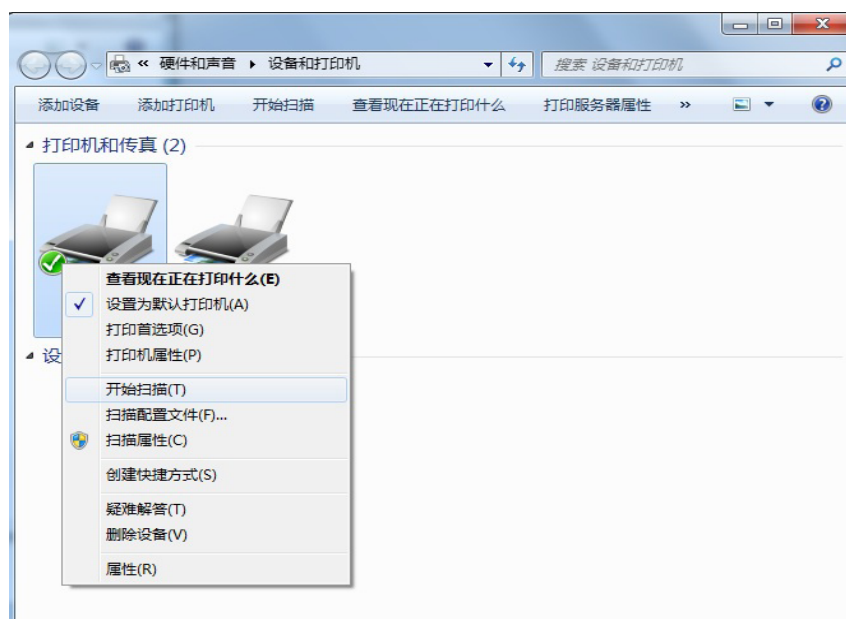 « 硬件和声音 ▸ 设备和打印机
搜索 设备和打印机
添加设备 添加打印机 开始扫描 查看现在正在打印什么 打印服务器属性 »
打印机和传真 (2)
查看现在正在打印什么(E)
设置为默认打印机(A)
打印首选项(G)
打印机属性(P)
设
开始扫描(T)
扫描配置文件(F)...
扫描属性(C)
创建快捷方式(S)
疑难解答(T)
删除设备(V)
属性(R)